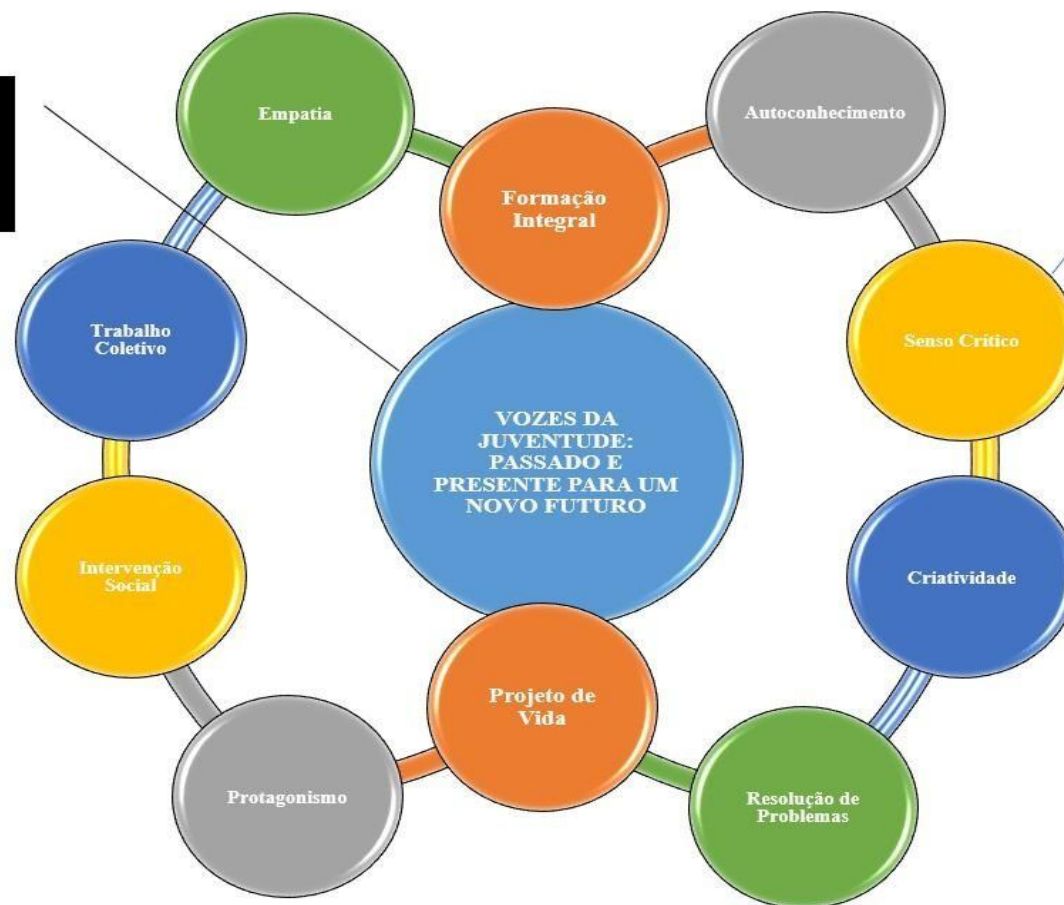 Empatia
Autoconhecimento
Formação
Integral
Trabalho
Coletivo
Senso Crítico
VOZES DA
JUVENTUDE:
PASSADO E
PRESENTE PARA UM
NOVO FUTURO
Intervenção
Social
Criatividade
Projeto de
Vida
Protagonismo
Resolução de
Problemas